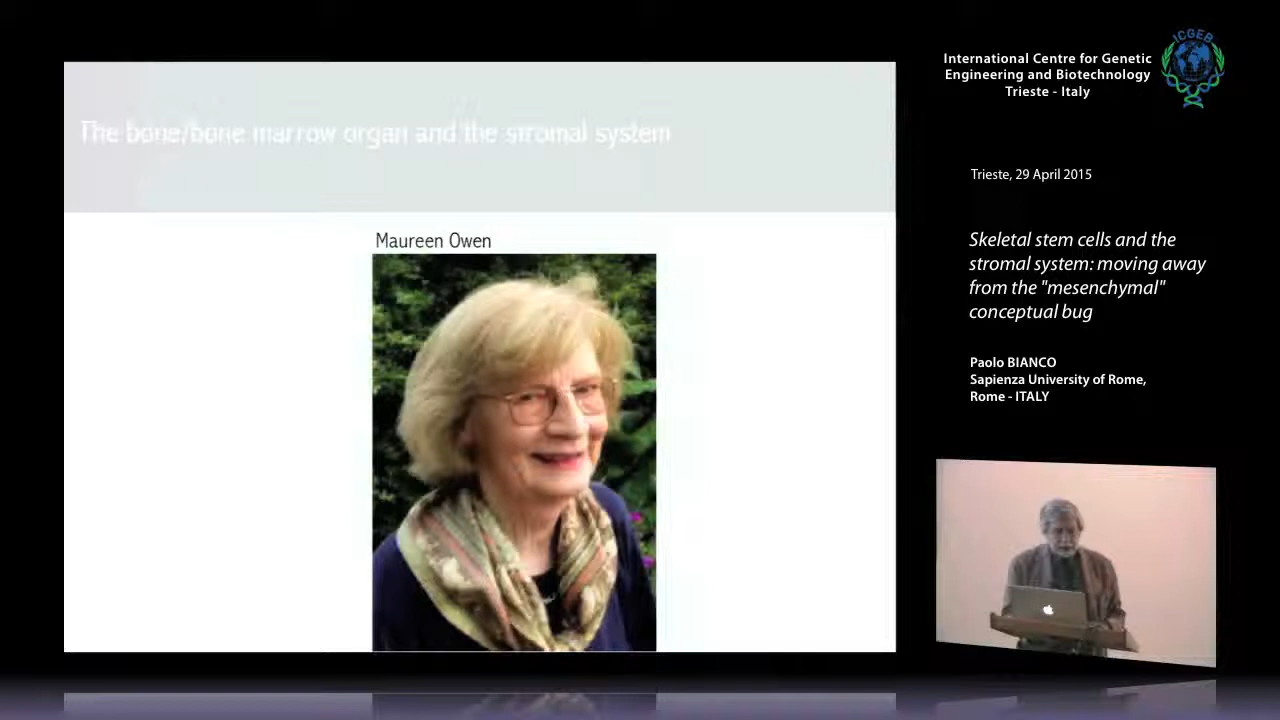 The bone/bone marrow organ and the stromal system
Maureen Owen
International Centre for Genetic
Engineering and Biotechnology
Trieste - Italy
ICGEB
Trieste, 29 April 2015
Skeletal stem cells and the
stromal system: moving away
from the "mesenchymal"
conceptual bug
Paolo BIANCO
Sapienza University of Rome,
Rome - ITALY